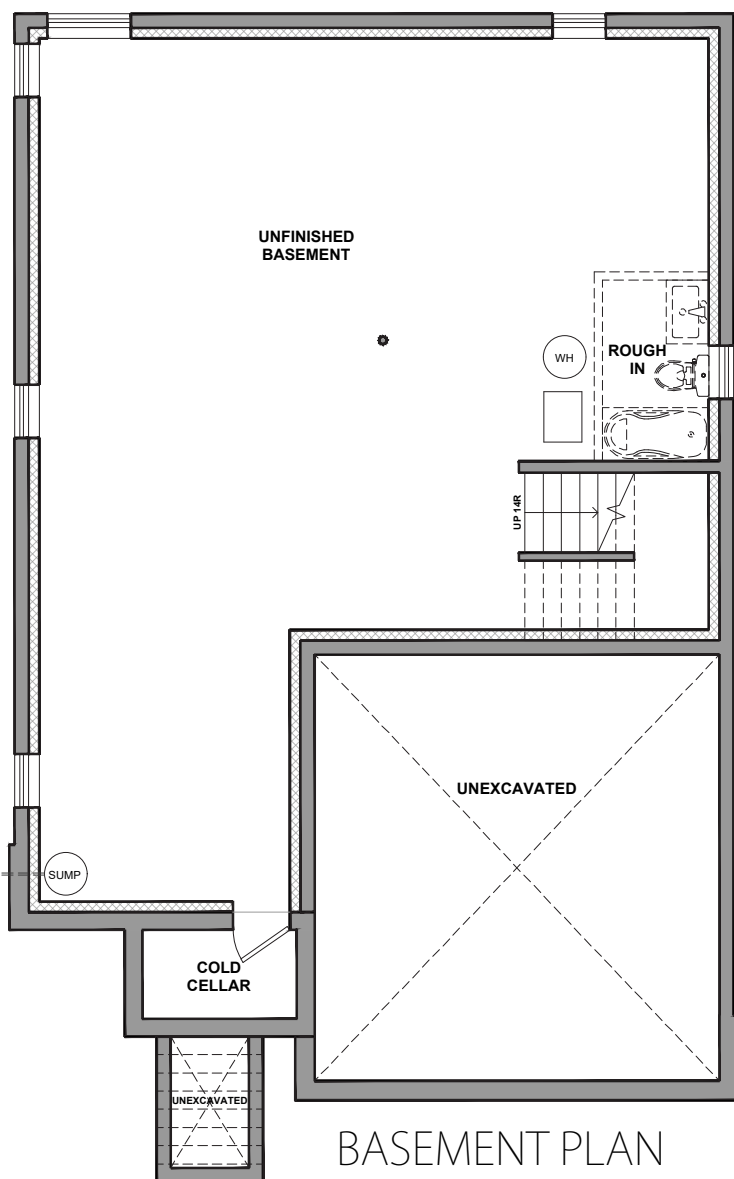 UNFINISHED
BASEMENT
WH
ROUGH
IN
UP 14R
UNEXCAVATED
SUMP
COLD
CELLAR
UNEXCAVATED
BASEMENT PLAN